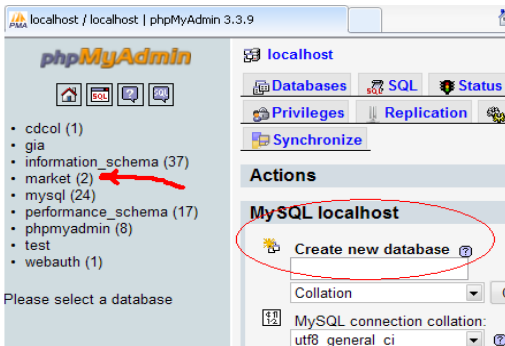 localhost / localhost | phpMyAdmin 3.3.9
phpMyAdmin
SQL
cdcol (1)
gia
information_schema (37)
market (2)
mysql (24)
performance_schema (17)
phpmyadmin (8)
test
webauth (1)
Please select a database
localhost
Databases SQL Status
Privileges Replication
Synchronize
Actions
MySQL localhost
Create new database
Collation
MySQL connection collation:
utf8_general_ci